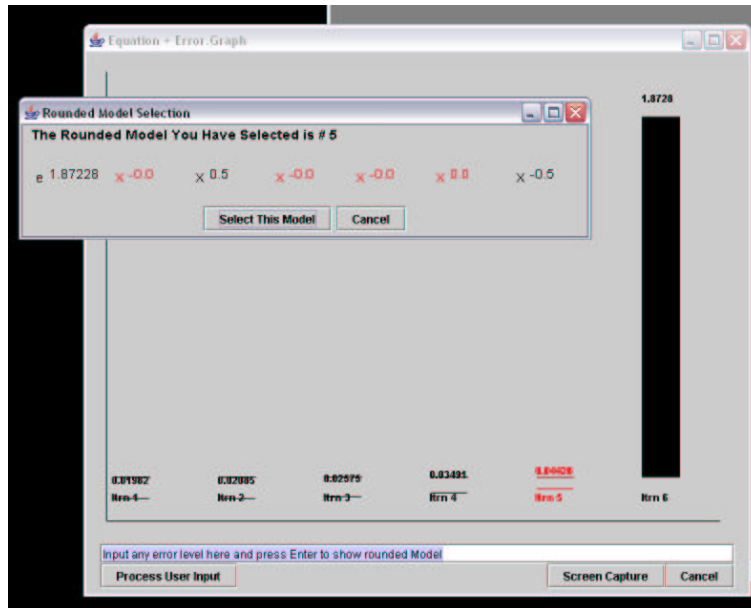 Equation + Error.Graph
1.8728
Rounded Model Selection
The Rounded Model You Have Selected is # 5
e 1.87228 x -0.0 x 0.5 x -0.0 x -0.0 x 0.0 x -0.5
Select This Model Cancel
0.01982 0.02085 0.02575 0.03491 0.04428
Itrn 1 Itrn 2 Itrn 3 Itrn 4 Itrn 5 Itrn 6
Input any error level here and press Enter to show rounded Model
Process User Input Screen Capture Cancel